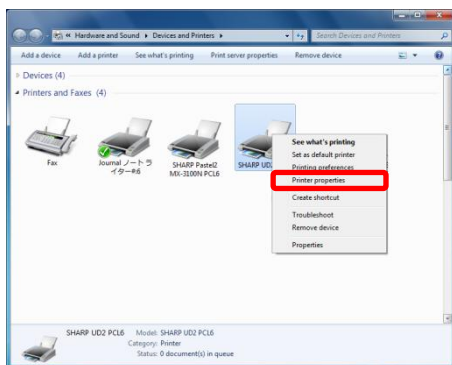 « Hardware and Sound ▸ Devices and Printers ▸ Search Devices and Printers
Add a device Add a printer See what's printing Print server properties Remove device
Devices (4)
Printers and Faxes (4)
Fax
Journal ノート ラ
イター#6
SHARP Pastel2
MX-3100N PCL6
SHARP UD2
See what's printing
Set as default printer
Printing preferences
Printer properties
Create shortcut
Troubleshoot
Remove device
Properties
SHARP UD2 PCL6 Model: SHARP UD2 PCL6
Category: Printer
Status: 0 document(s) in queue